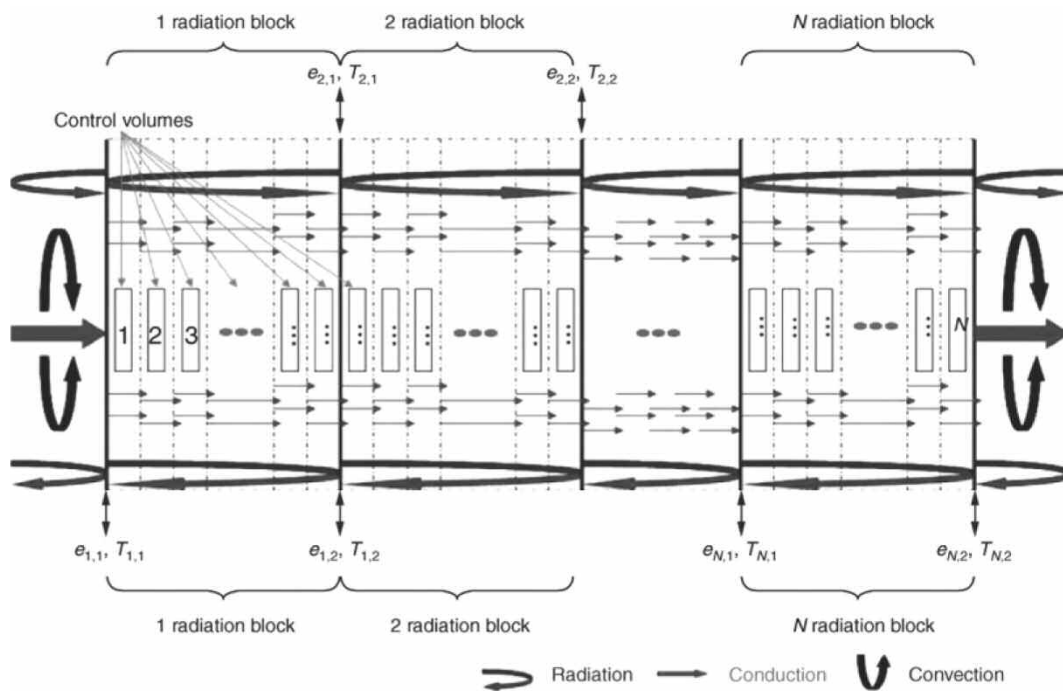 1 radiation block 2 radiation block N radiation block
e2,1, T2,1 e2,2, T2,2
Control volumes
1 2 3 N
e1,1, T1,1 e1,2, T1,2 eN,1, TN,1 eN,2, TN,2
1 radiation block 2 radiation block N radiation block
Radiation Conduction Convection